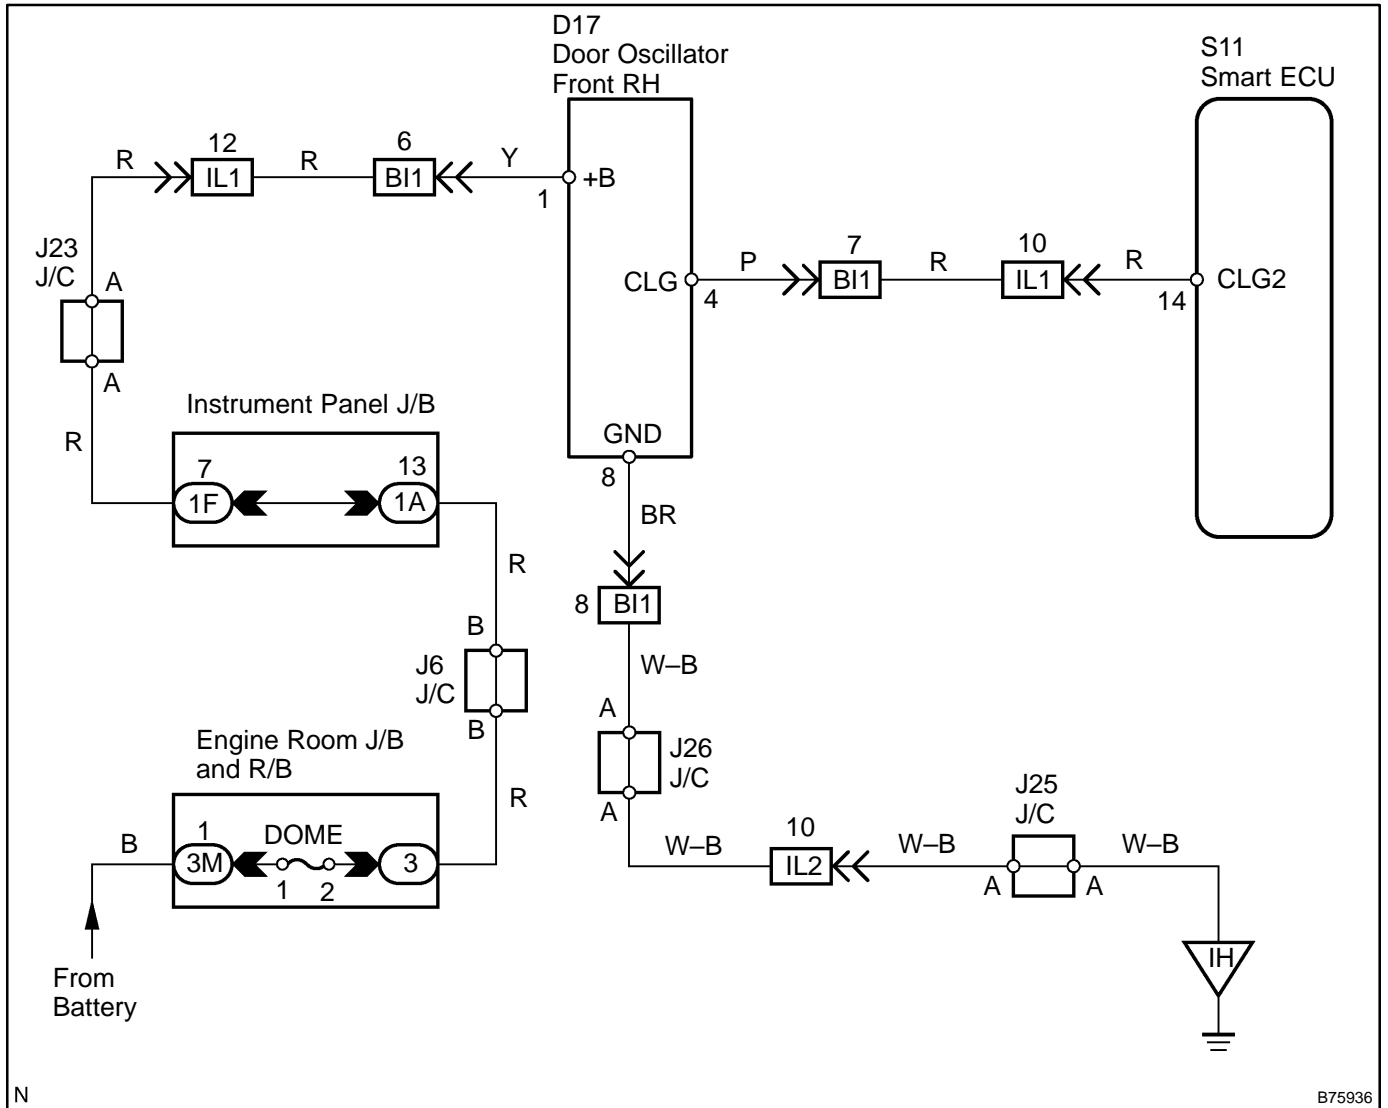 D17
Door Oscillator
Front RH
S11
Smart ECU
R
12
IL1
R
6
BI1
Y
1
+B
CLG
4
P
7
BI1
R
10
IL1
R
14
CLG2
J23
J/C
A
A
R
Instrument Panel J/B
7
1F
13
1A
R
GND
8
BR
8
BI1
W–B
B
J6
J/C
B
R
A
J26
J/C
A
W–B
10
IL2
W–B
J25
J/C
A
A
W–B
IH
Engine Room J/B
and R/B
B
1
3M
DOME
1
2
3
From
Battery
N
B75936